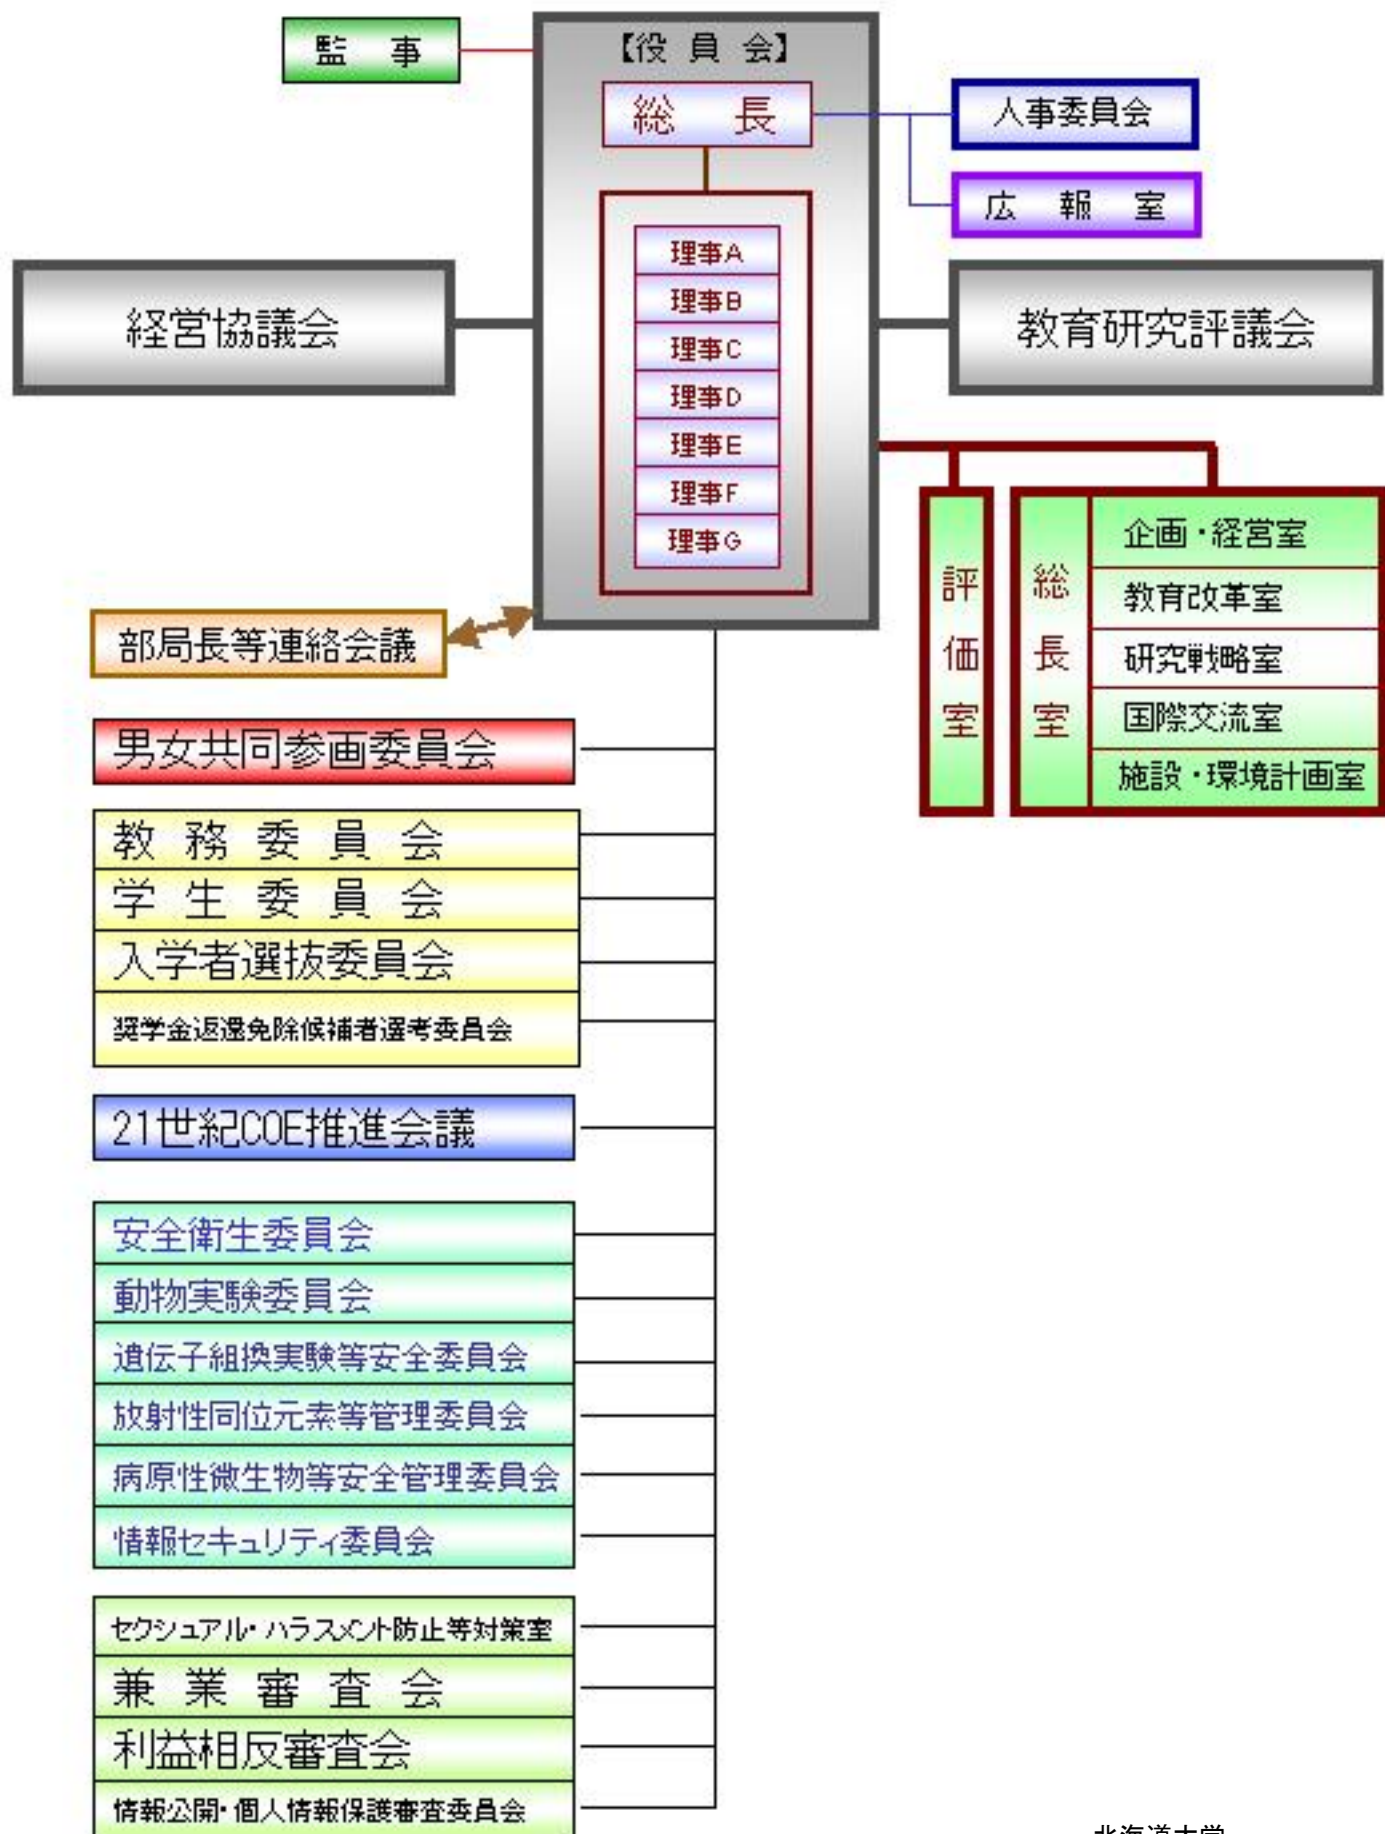 監 事
【役 員 会】
総 長
人事委員会
広 報 室
理事A
理事B
理事C
理事D
理事E
理事F
理事G
経営協議会
教育研究評議会
評価室
総長室
企画・経営室
教育改革室
研究戦略室
国際交流室
施設・環境計画室
部局長等連絡会議
男女共同参画委員会
教 務 委 員 会
学 生 委 員 会
入学者選抜委員会
奨学金返還免除候補者選考委員会
21世紀COE推進会議
安全衛生委員会
動物実験委員会
遺伝子組換実験等安全委員会
放射性同位元素等管理委員会
病原性微生物等安全管理委員会
情報セキュリティ委員会
セクシュアル・ハラスメント防止等対策室
兼 業 審 査 会
利益相反審査会
情報公開・個人情報保護審査委員会
北海道大学